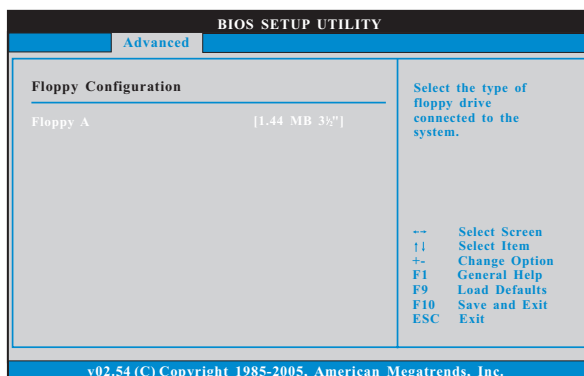 BIOS SETUP UTILITY
Advanced
Floppy Configuration
Floppy A [1.44 MB 3½"]
Select the type of
floppy drive
connected to the
system.
←→ Select Screen
↑↓ Select Item
+- Change Option
F1 General Help
F9 Load Defaults
F10 Save and Exit
ESC Exit
v02.54 (C) Copyright 1985-2005, American Megatrends, Inc.